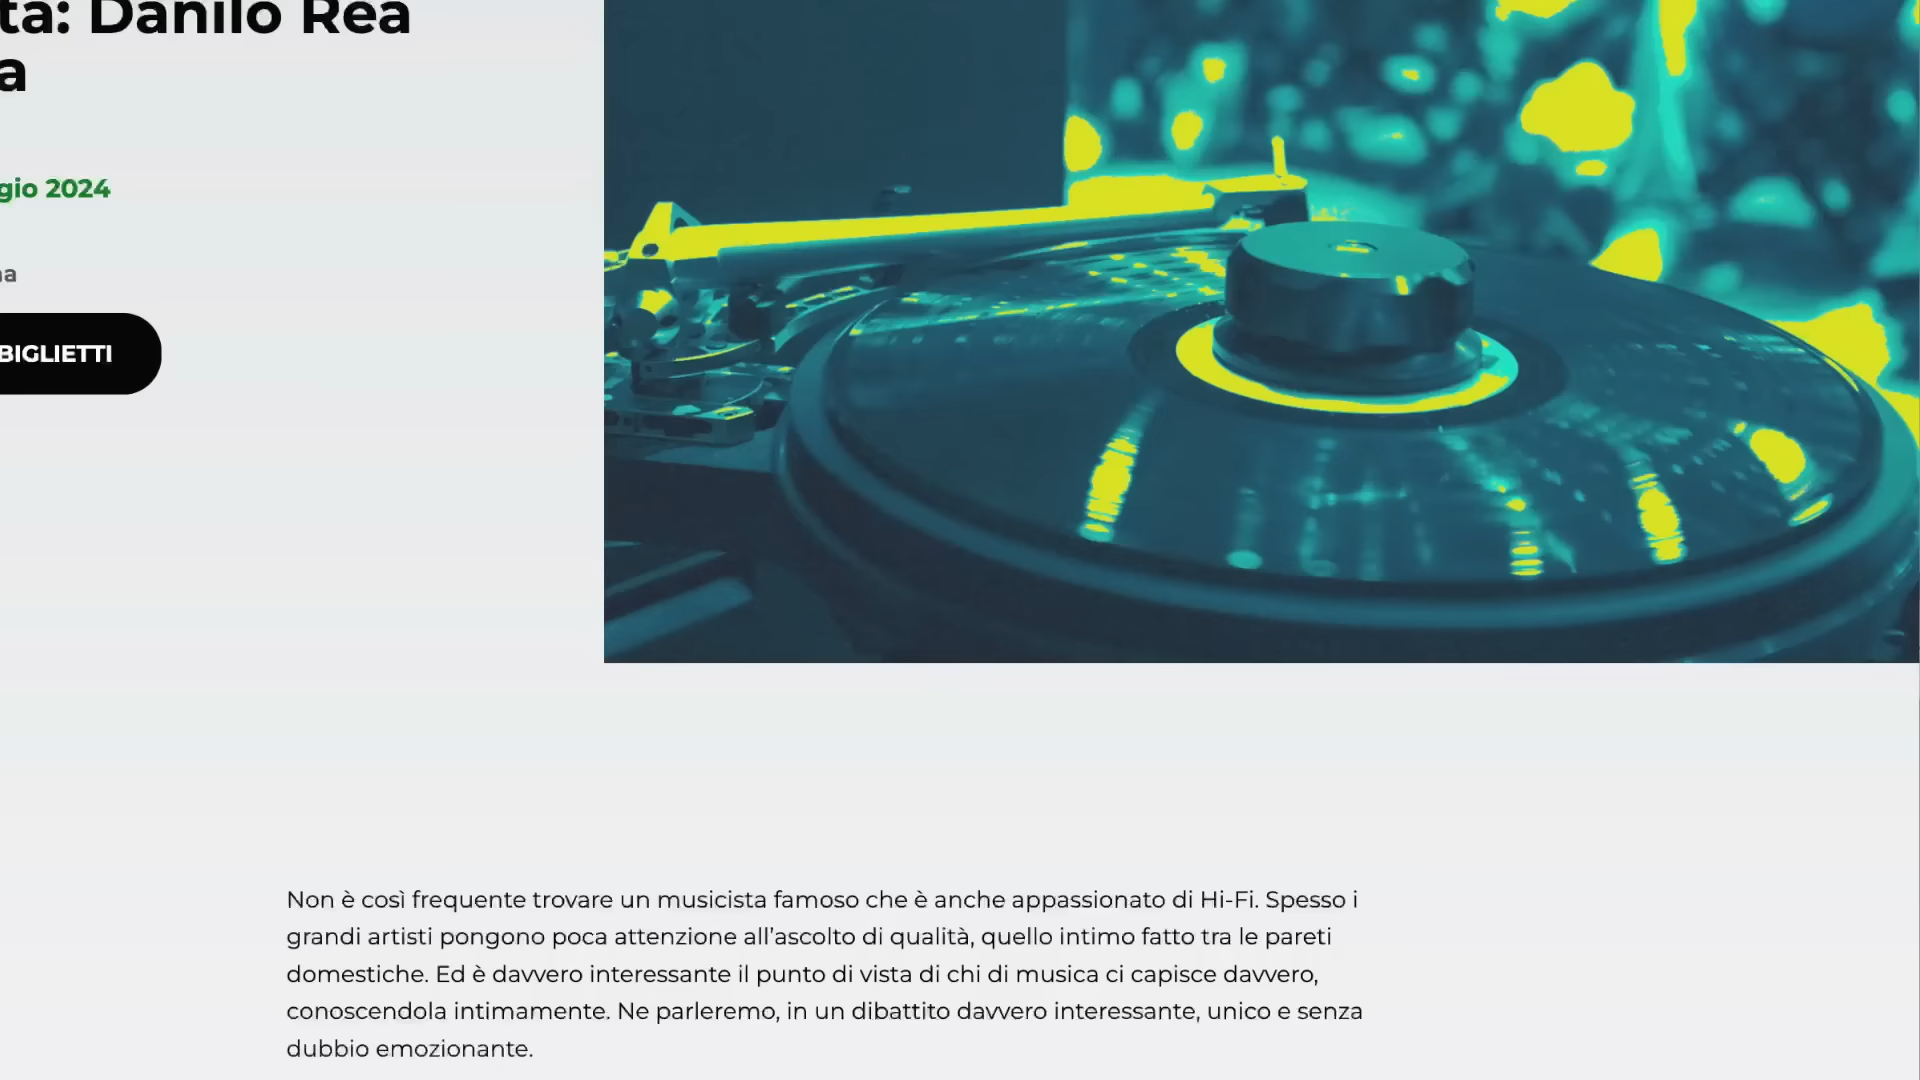 ta: Danilo Rea
a
gio 2024
na
BIGLIETTI
Non è così frequente trovare un musicista famoso che è anche appassionato di Hi-Fi. Spesso i
grandi artisti pongono poca attenzione all’ascolto di qualità, quello intimo fatto tra le pareti
domestiche. Ed è davvero interessante il punto di vista di chi di musica ci capisce davvero,
conoscendola intimamente. Ne parleremo, in un dibattito davvero interessante, unico e senza
dubbio emozionante.